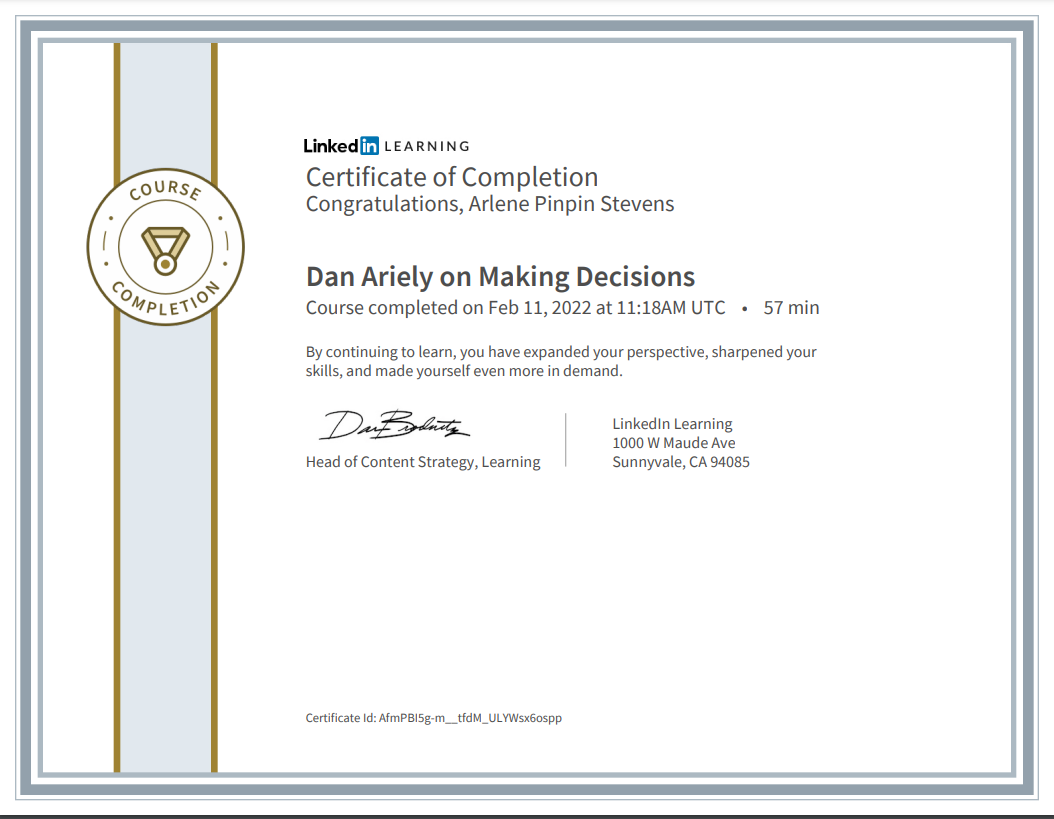 COURSE
COMPLETION
Linked in LEARNING
Certificate of Completion
Congratulations, Arlene Pinpin Stevens
Dan Ariely on Making Decisions
Course completed on Feb 11, 2022 at 11:18AM UTC • 57 min
By continuing to learn, you have expanded your perspective, sharpened your
skills, and made yourself even more in demand.
Head of Content Strategy, Learning
LinkedIn Learning
1000 W Maude Ave
Sunnyvale, CA 94085
Certificate Id: AfmPBI5g-m__tfdM_ULYWsx6ospp